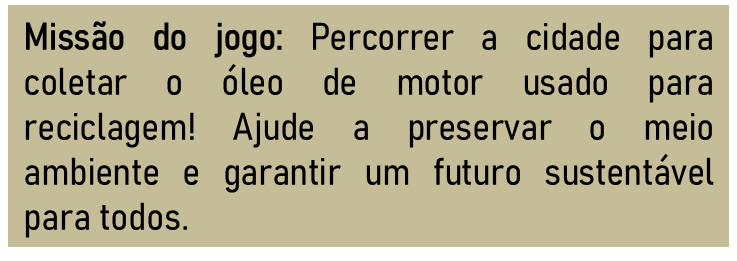 Missão do jogo: Percorrer a cidade para
coletar o óleo de motor usado para
reciclagem! Ajude a preservar o meio
ambiente e garantir um futuro sustentável
para todos.